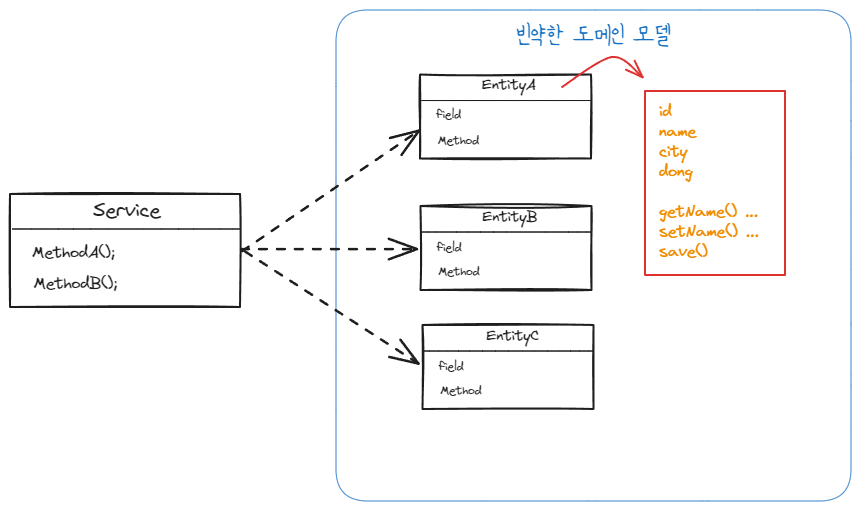 빈약한 도메인 모델
Service
MethodA();
MethodB();
EntityA
field
Method
EntityB
field
Method
EntityC
field
Method
id
name
city
dong
getName() ...
setName() ...
save()